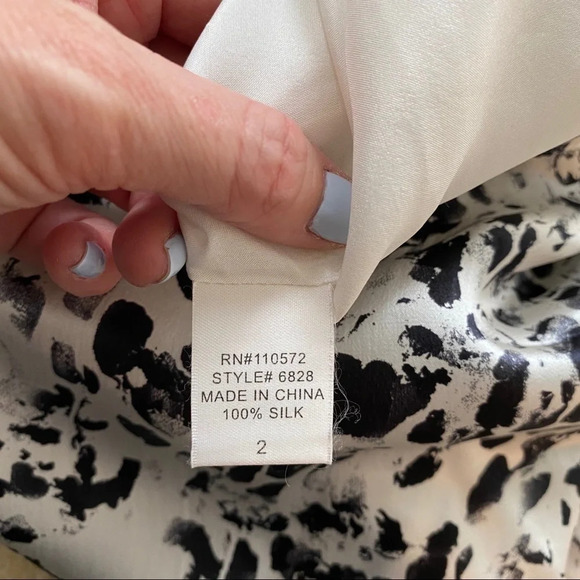 RN#110572
STYLE# 6828
MADE IN CHINA
100% SILK
2